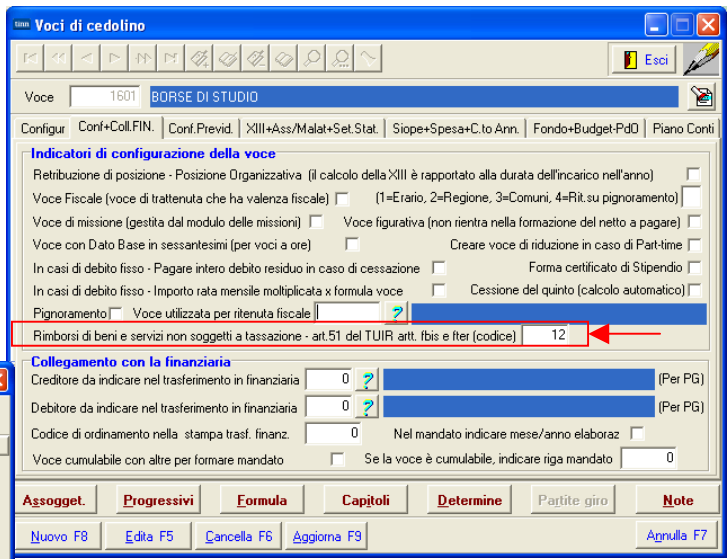 tinn Voci di cedolino
Esci
Voce 1601 BORSE DI STUDIO
Configur Conf+Coll.FIN. Conf.Previd. XIII+Ass/Malat+Set.Stat. Siope+Spesa+C.to Ann. Fondo+Budget-PdO Piano Conti
Indicatori di configurazione della voce
Retribuzione di posizione - Posizione Organizzativa (il calcolo della XIII è rapportato alla durata dell'incarico nell'anno)
Voce Fiscale (voce di trattenuta che ha valenza fiscale) (1=Erario, 2=Regione, 3=Comuni, 4=Rit.su pignoramento)
Voce di missione (gestita dal modulo delle missioni) Voce figurativa (non rientra nella formazione del netto a pagare)
Voce con Dato Base in sessantesimi (per voci a ore) Creare voce di riduzione in caso di Part-time
In casi di debito fisso - Pagare intero debito residuo in caso di cessazione Forma certificato di Stipendio
In casi di debito fisso - Importo rata mensile moltiplicata x formula voce Cessione del quinto (calcolo automatico)
Pignoramento Voce utilizzata per ritenuta fiscale ?
Rimborsi di beni e servizi non soggetti a tassazione - art.51 del TUIR artt. fbis e fter (codice) 12
Collegamento con la finanziaria
Creditore da indicare nel trasferimento in finanziaria 0 ? (Per PG)
Debitore da indicare nel trasferimento in finanziaria 0 ? (Per PG)
Codice di ordinamento nella stampa trasf. finanz. 0 Nel mandato indicare mese/anno elaboraz
Voce cumulabile con altre per formare mandato Se la voce è cumulabile, indicare riga mandato 0
Assogget. Progressivi Formula Capitoli Determine Partite giro Note
Nuovo F8 Edita F5 Cancella F6 Aggiorna F9 Annulla F7